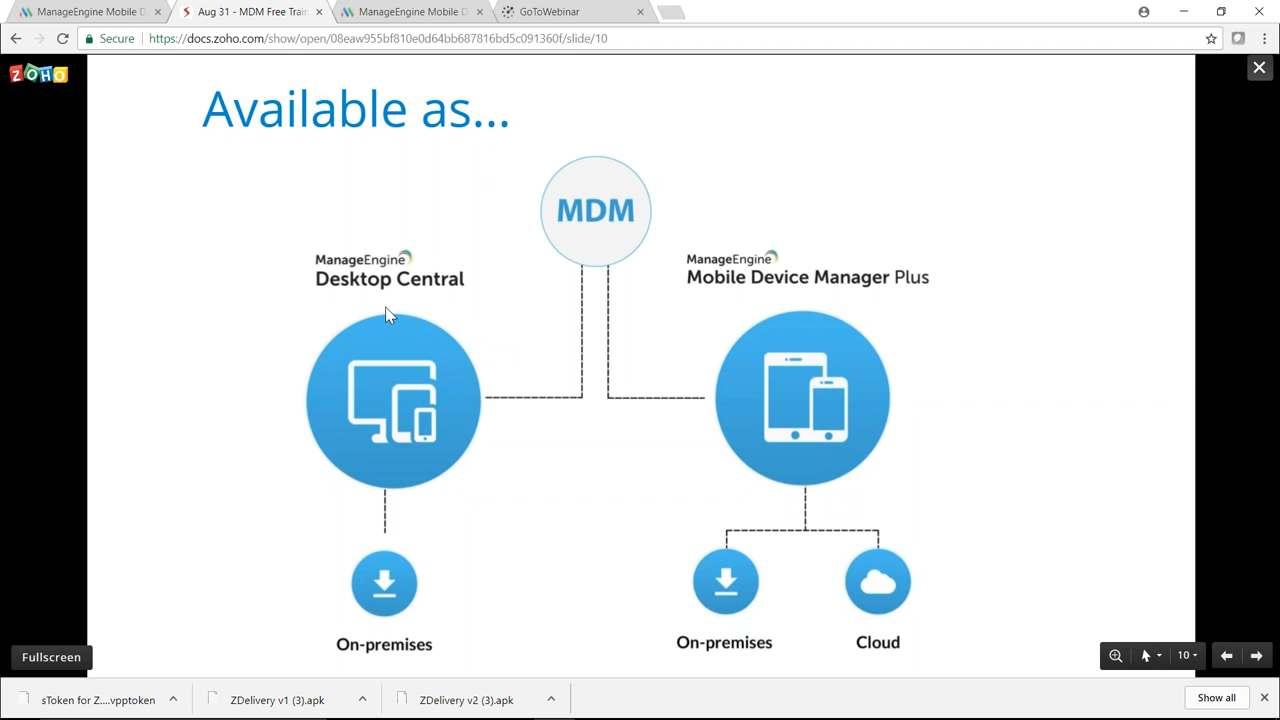 ManageEngine Mobile D
Aug 31 - MDM Free Train
ManageEngine Mobile D
GoToWebinar
Secure
https://docs.zoho.com/show/open/08eaw955bf810e0d64bb687816bd5c091360f/slide/10
ZOHO
Available as...
MDM
ManageEngine
Desktop Central
ManageEngine
Mobile Device Manager Plus
On-premises
On-premises
Cloud
Fullscreen
10
sToken for Z....vpptoken
ZDelivery v1 (3).apk
ZDelivery v2 (3).apk
Show all